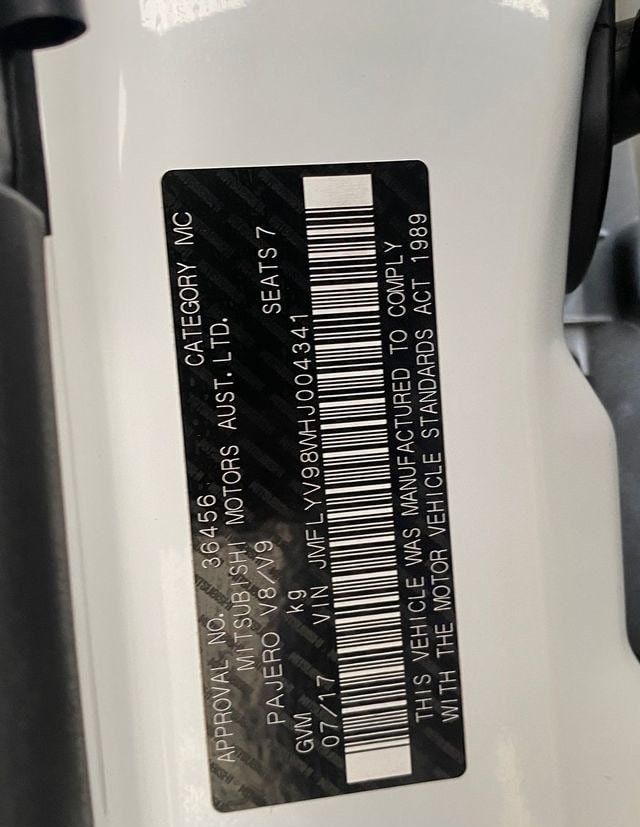 APPROVAL NO. 36456 CATEGORY MC
MITSUBISHI MOTORS AUST. LTD.
PAJERO V8/V9 SEATS 7
GVM kg
07/17 VIN JMFLYV98WHJ004341
THIS VEHICLE WAS MANUFACTURED TO COMPLY
WITH THE MOTOR VEHICLE STANDARDS ACT 1989